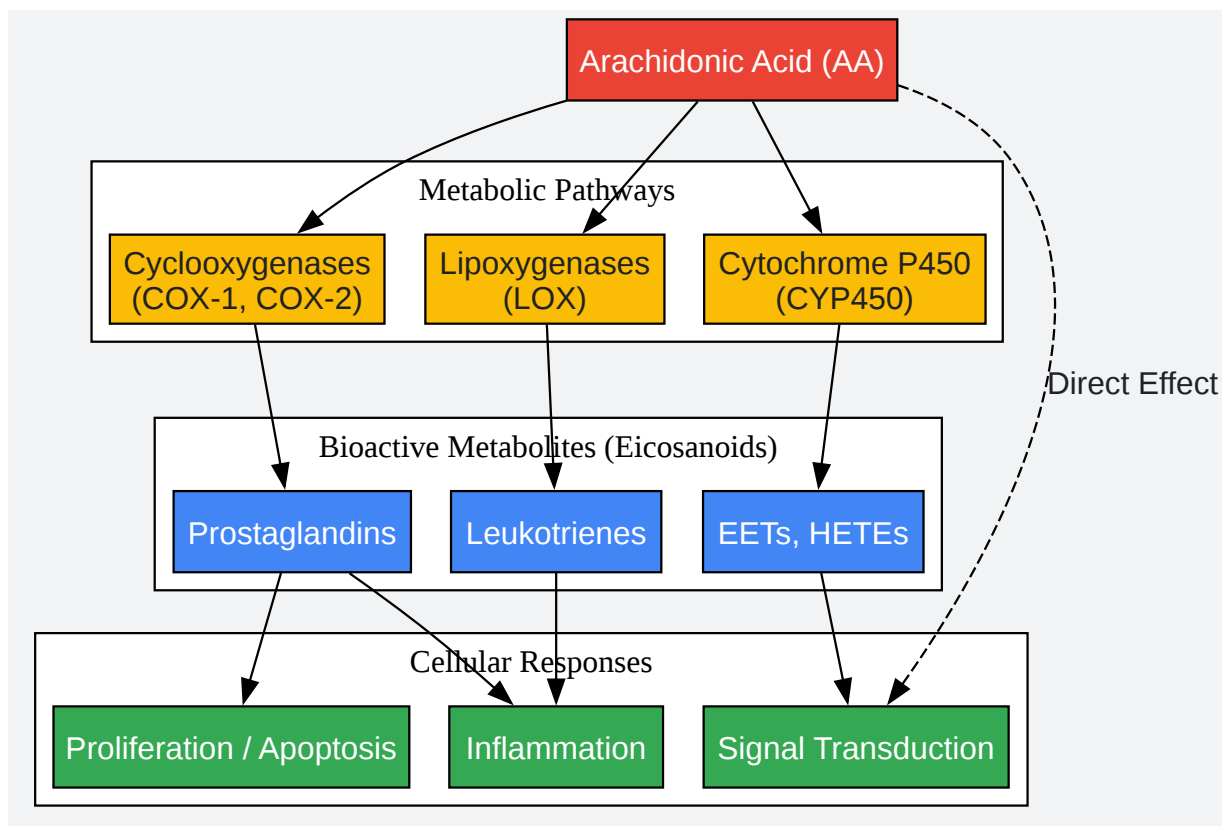 Arachidonic Acid (AA)
Metabolic Pathways
Cyclooxygenases
(COX-1, COX-2)
Lipoxygenases
(LOX)
Cytochrome P450
(CYP450)
Direct Effect
Bioactive Metabolites (Eicosanoids)
Prostaglandins
Leukotrienes
EETs, HETEs
Cellular Responses
Proliferation / Apoptosis
Inflammation
Signal Transduction